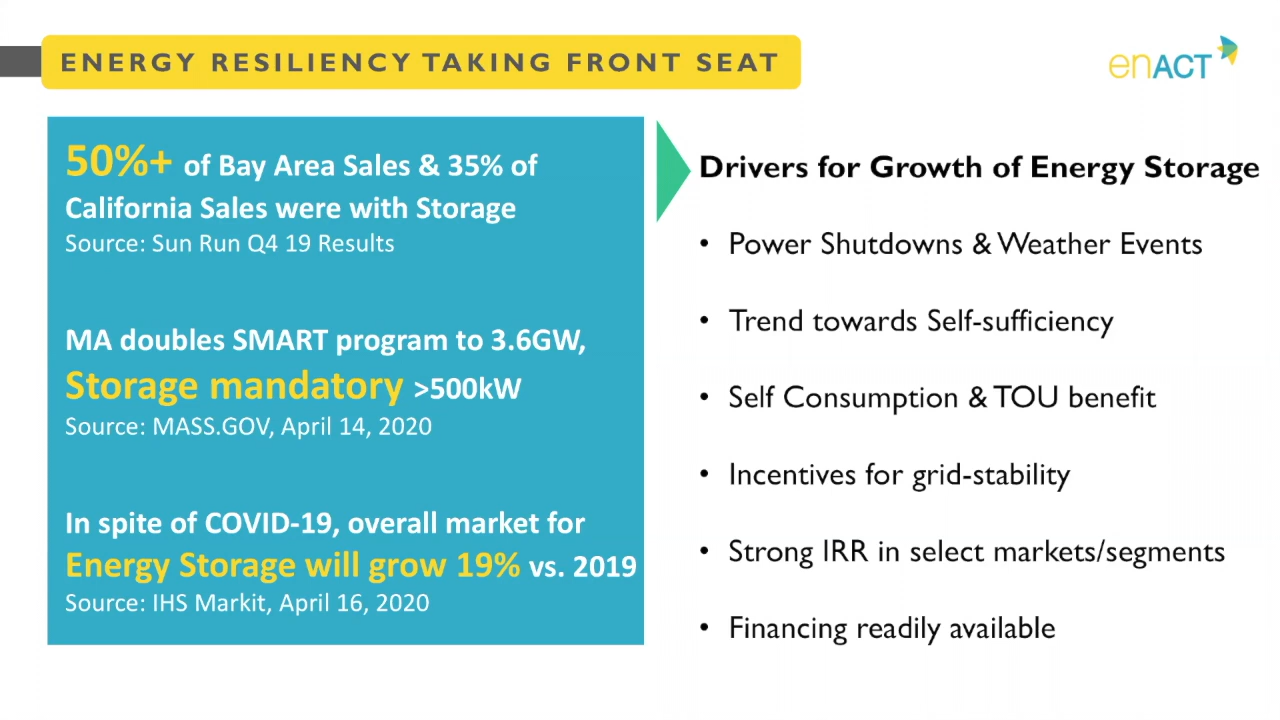 ENERGY RESILIENCY TAKING FRONT SEAT
enACT
50%+ of Bay Area Sales & 35% of
California Sales were with Storage
Source: Sun Run Q4 19 Results
MA doubles SMART program to 3.6GW,
Storage mandatory >500kW
Source: MASS.GOV, April 14, 2020
In spite of COVID-19, overall market for
Energy Storage will grow 19% vs. 2019
Source: IHS Markit, April 16, 2020
Drivers for Growth of Energy Storage
• Power Shutdowns & Weather Events
• Trend towards Self-sufficiency
• Self Consumption & TOU benefit
• Incentives for grid-stability
• Strong IRR in select markets/segments
• Financing readily available